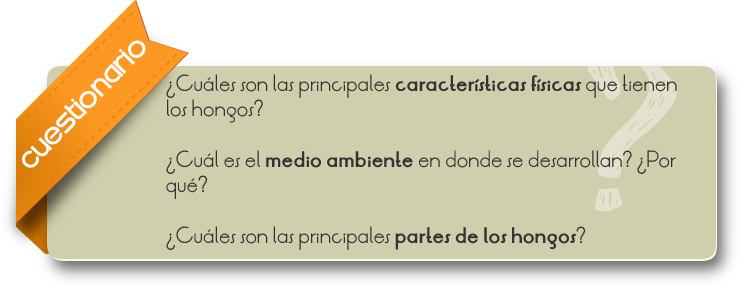 cuestionario
¿Cuáles son las principales características físicas que tienen
los hongos?
¿Cuál es el medio ambiente en donde se desarrollan? ¿Por
qué?
¿Cuáles son las principales partes de los hongos?
?